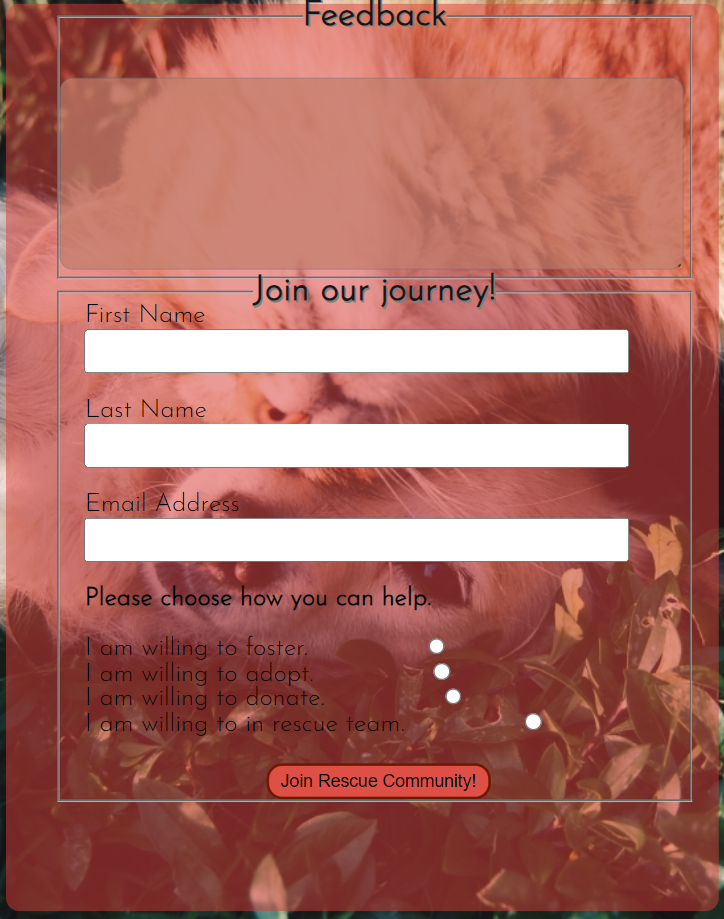 Feedback
Join our journey!
First Name
Last Name
Email Address
Please choose how you can help.
I am willing to foster.
I am willing to adopt.
I am willing to donate.
I am willing to in rescue team.
Join Rescue Community!